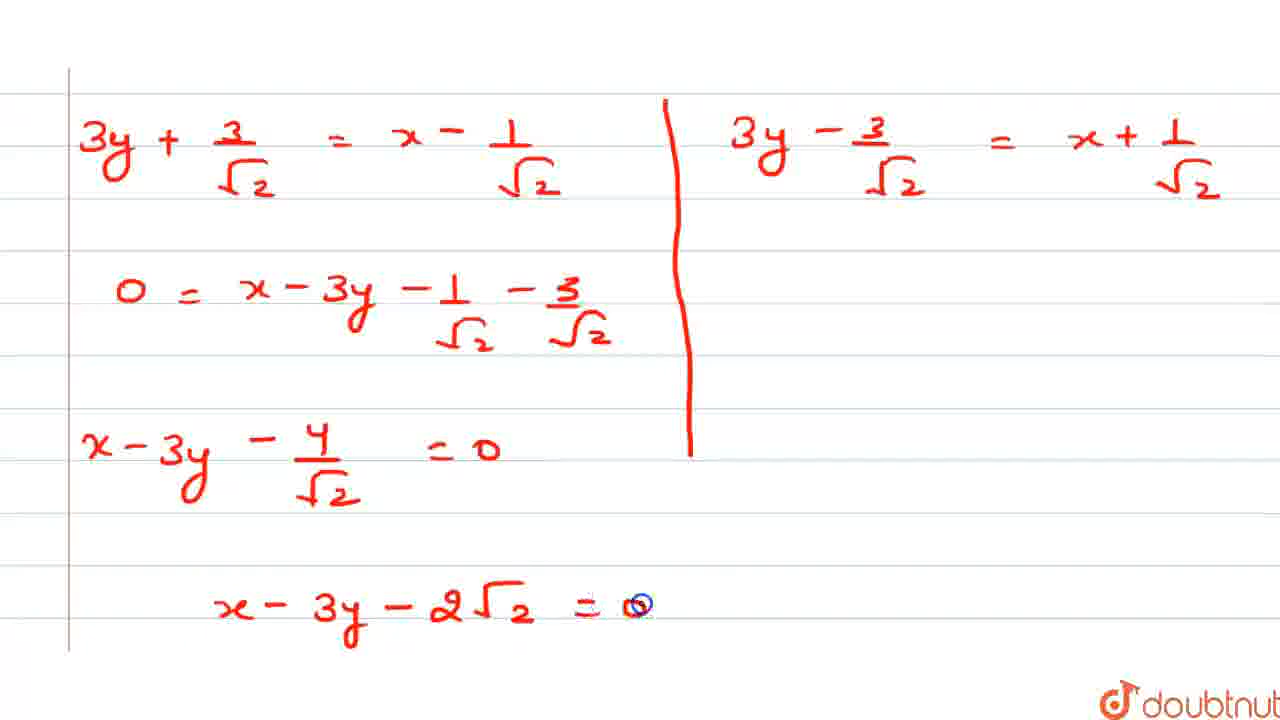 3y + 3/√2 = x - 1/√2
0 = x - 3y - 1/√2 - 3/√2
x - 3y - 4/√2 = 0
x - 3y - 2√2 = 0
3y - 3/√2 = x + 1/√2
doubtnut